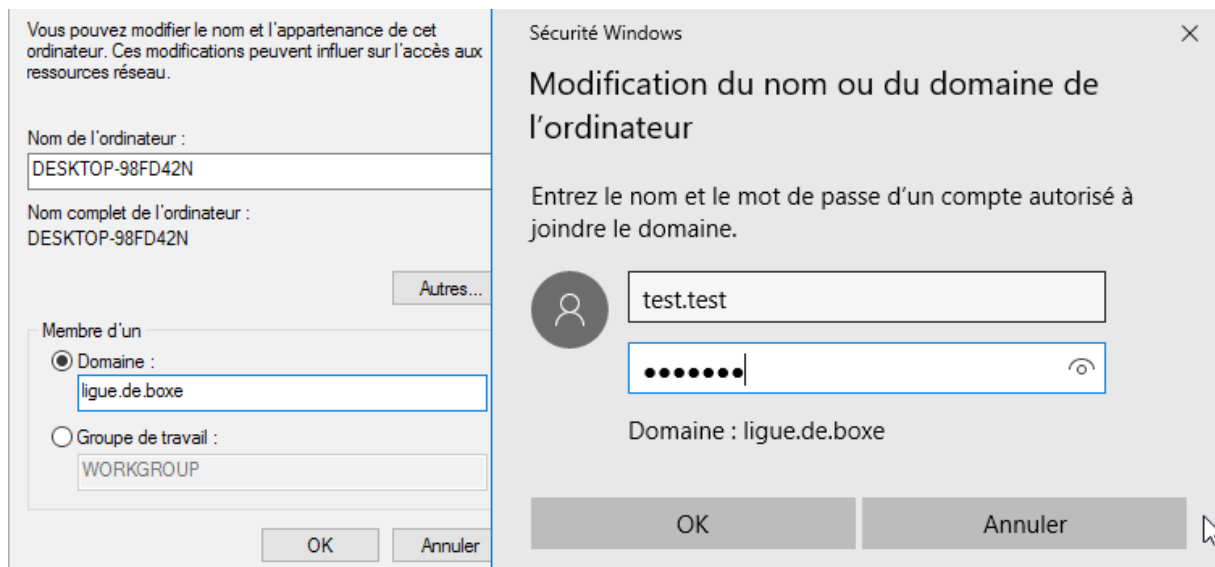 Vous pouvez modifier le nom et l'appartenance de cet
ordinateur. Ces modifications peuvent influer sur l'accès aux
ressources réseau.
Nom de l'ordinateur :
DESKTOP-98FD42N
Nom complet de l'ordinateur :
DESKTOP-98FD42N
Autres...
Membre d'un
Domaine :
ligue.de.boxe
Groupe de travail :
WORKGROUP
OK
Annuler
Sécurité Windows
Modification du nom ou du domaine de
l'ordinateur
Entrez le nom et le mot de passe d'un compte autorisé à
joindre le domaine.
test.test
●●●●●●●
Domaine : ligue.de.boxe
OK
Annuler